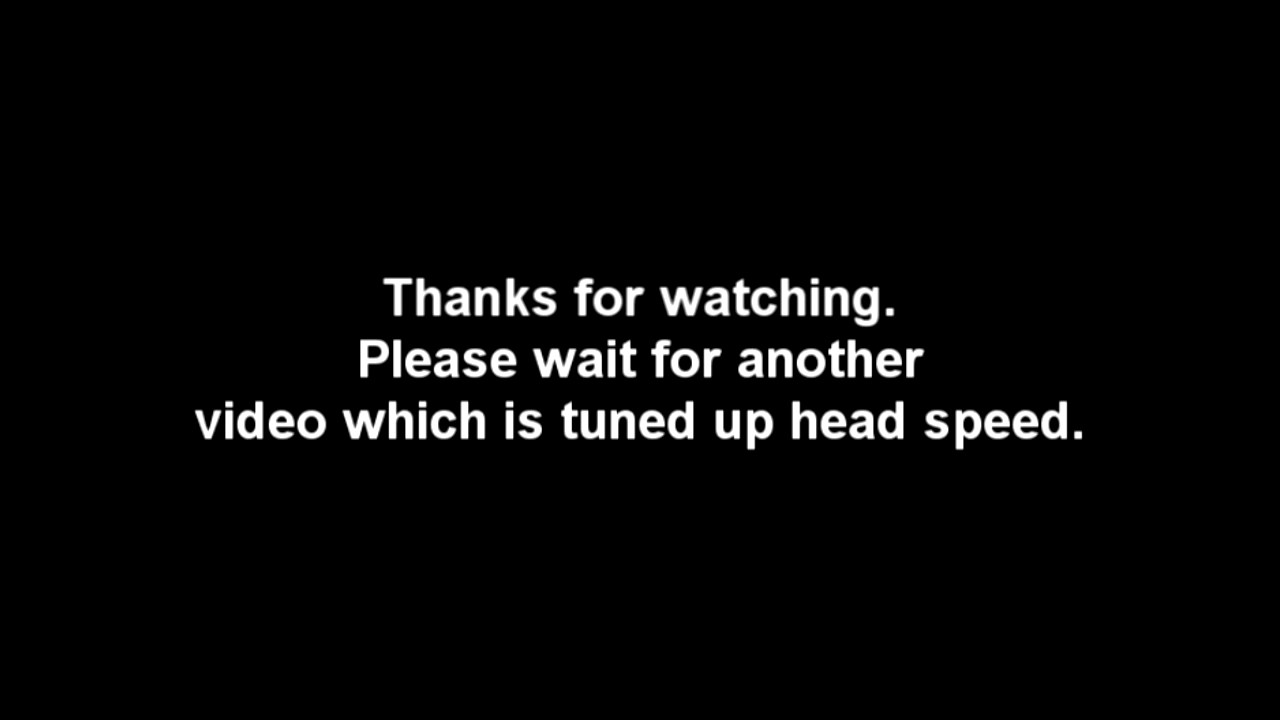 Thanks for watching.
Please wait for another
video which is tuned up head speed.